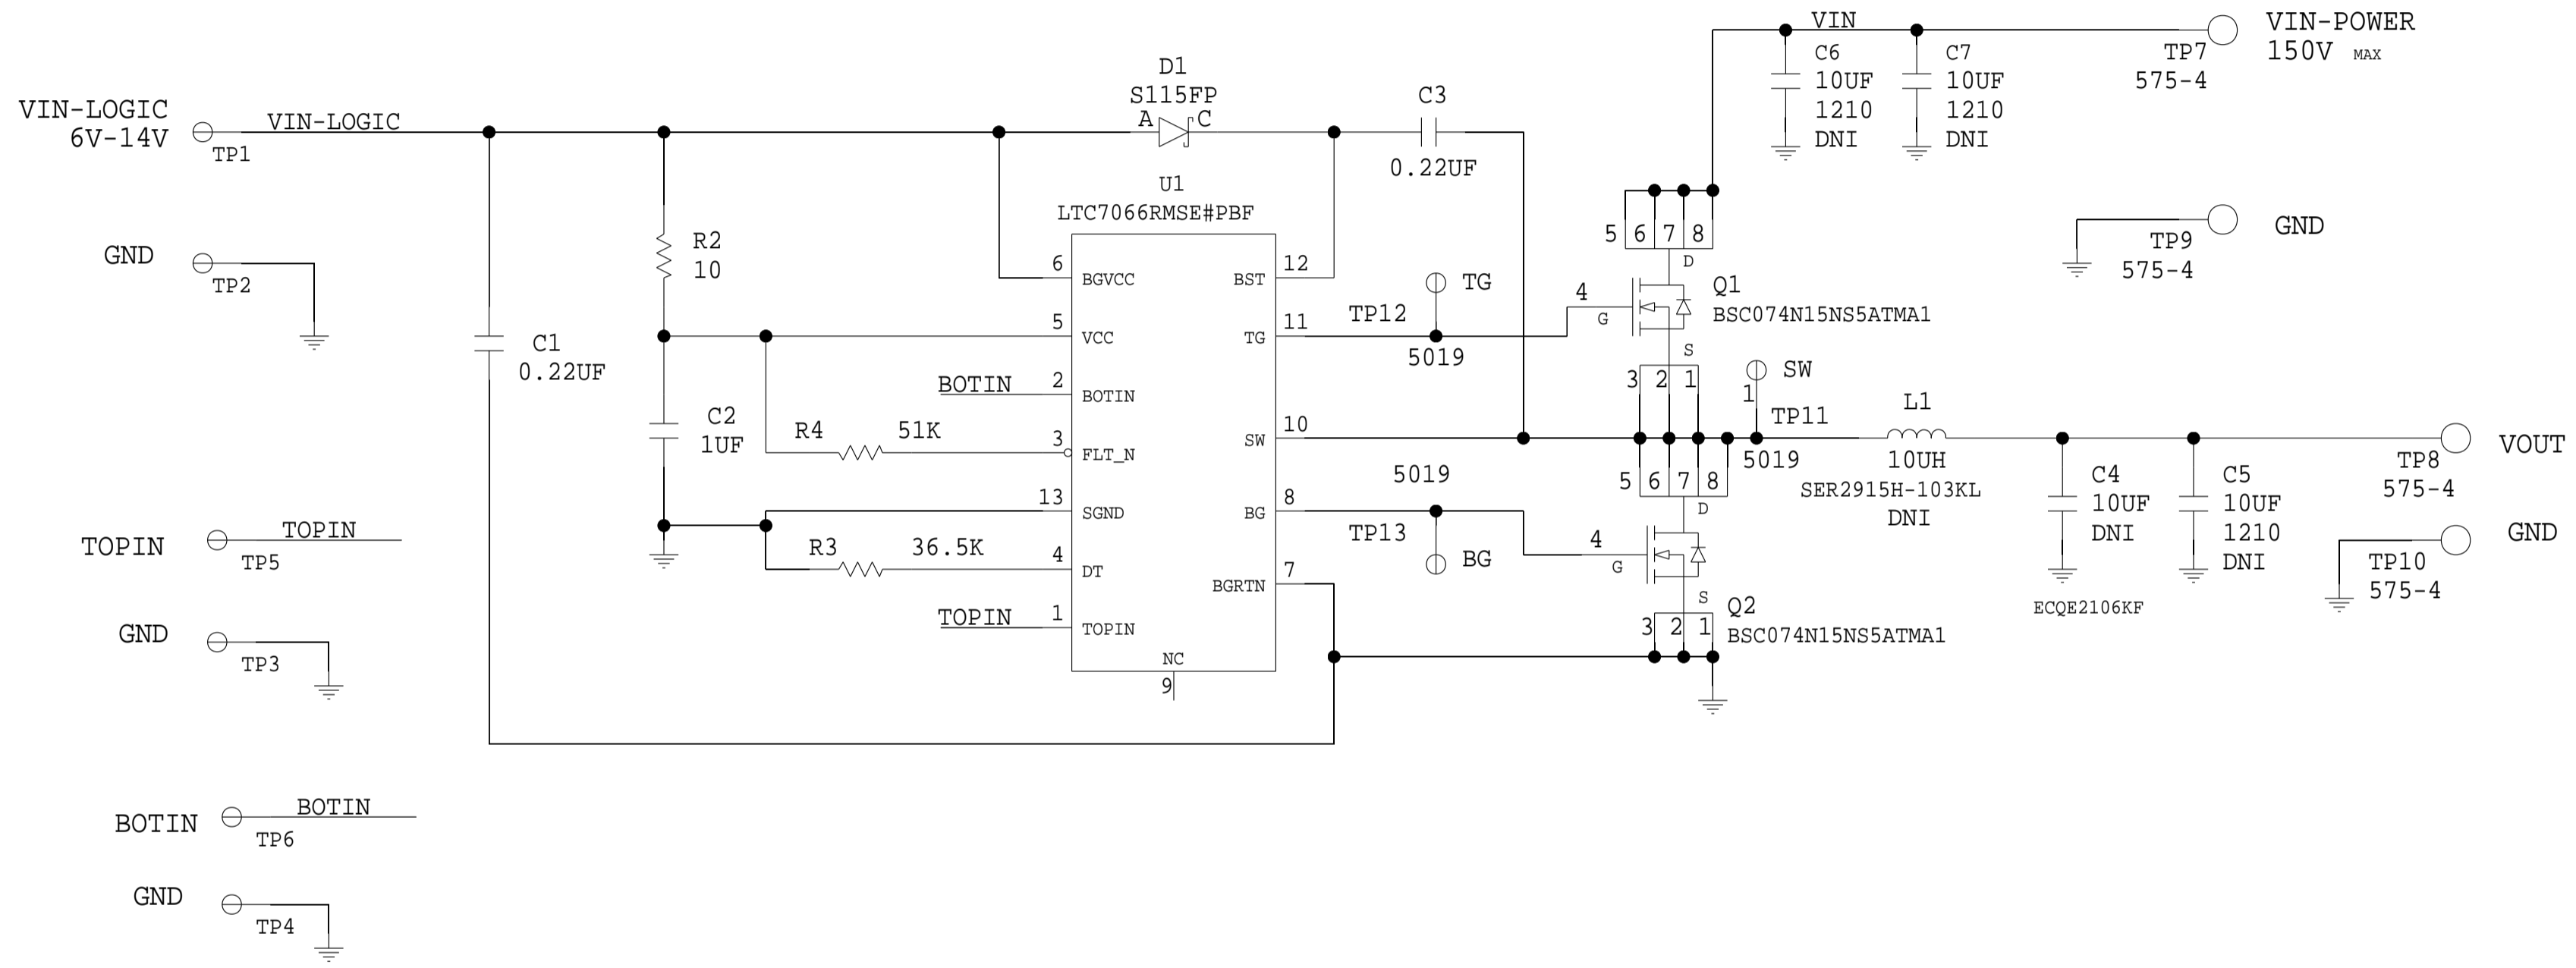 VIN-LOGIC
6V-14V
TP1
VIN-LOGIC
GND
TP2
C1
0.22UF
R2
10
C2
1UF
R4 51K
R3 36.5K
D1
S115FP
A C
C3
0.22UF
U1
LTC7066RMSE#PBF
6 BGVCC
5 VCC
BOTIN 2 BOTIN
3 FLT_N
13 SGND
4 DT
TOPIN 1 TOPIN
NC
9
BST 12
TG 11
SW 10
BG 8
BGRTN 7
TG
TP12
5019
5019
TP13
BG
5 6 7 8
D
4
G
Q1
BSC074N15NS5ATMA1
S
3 2 1
SW
1
TP11
5019
5 6 7 8
D
4
G
S
Q2
BSC074N15NS5ATMA1
3 2 1
VIN
C6
10UF
1210
DNI
C7
10UF
1210
DNI
TP7
575-4
VIN-POWER
150V MAX
TP9
575-4
GND
L1
10UH
SER2915H-103KL
DNI
C4
10UF
DNI
ECQE2106KF
C5
10UF
1210
DNI
TP8
575-4
VOUT
TP10
575-4
GND
TOPIN
TP5
TOPIN
GND
TP3
BOTIN
TP6
BOTIN
GND
TP4